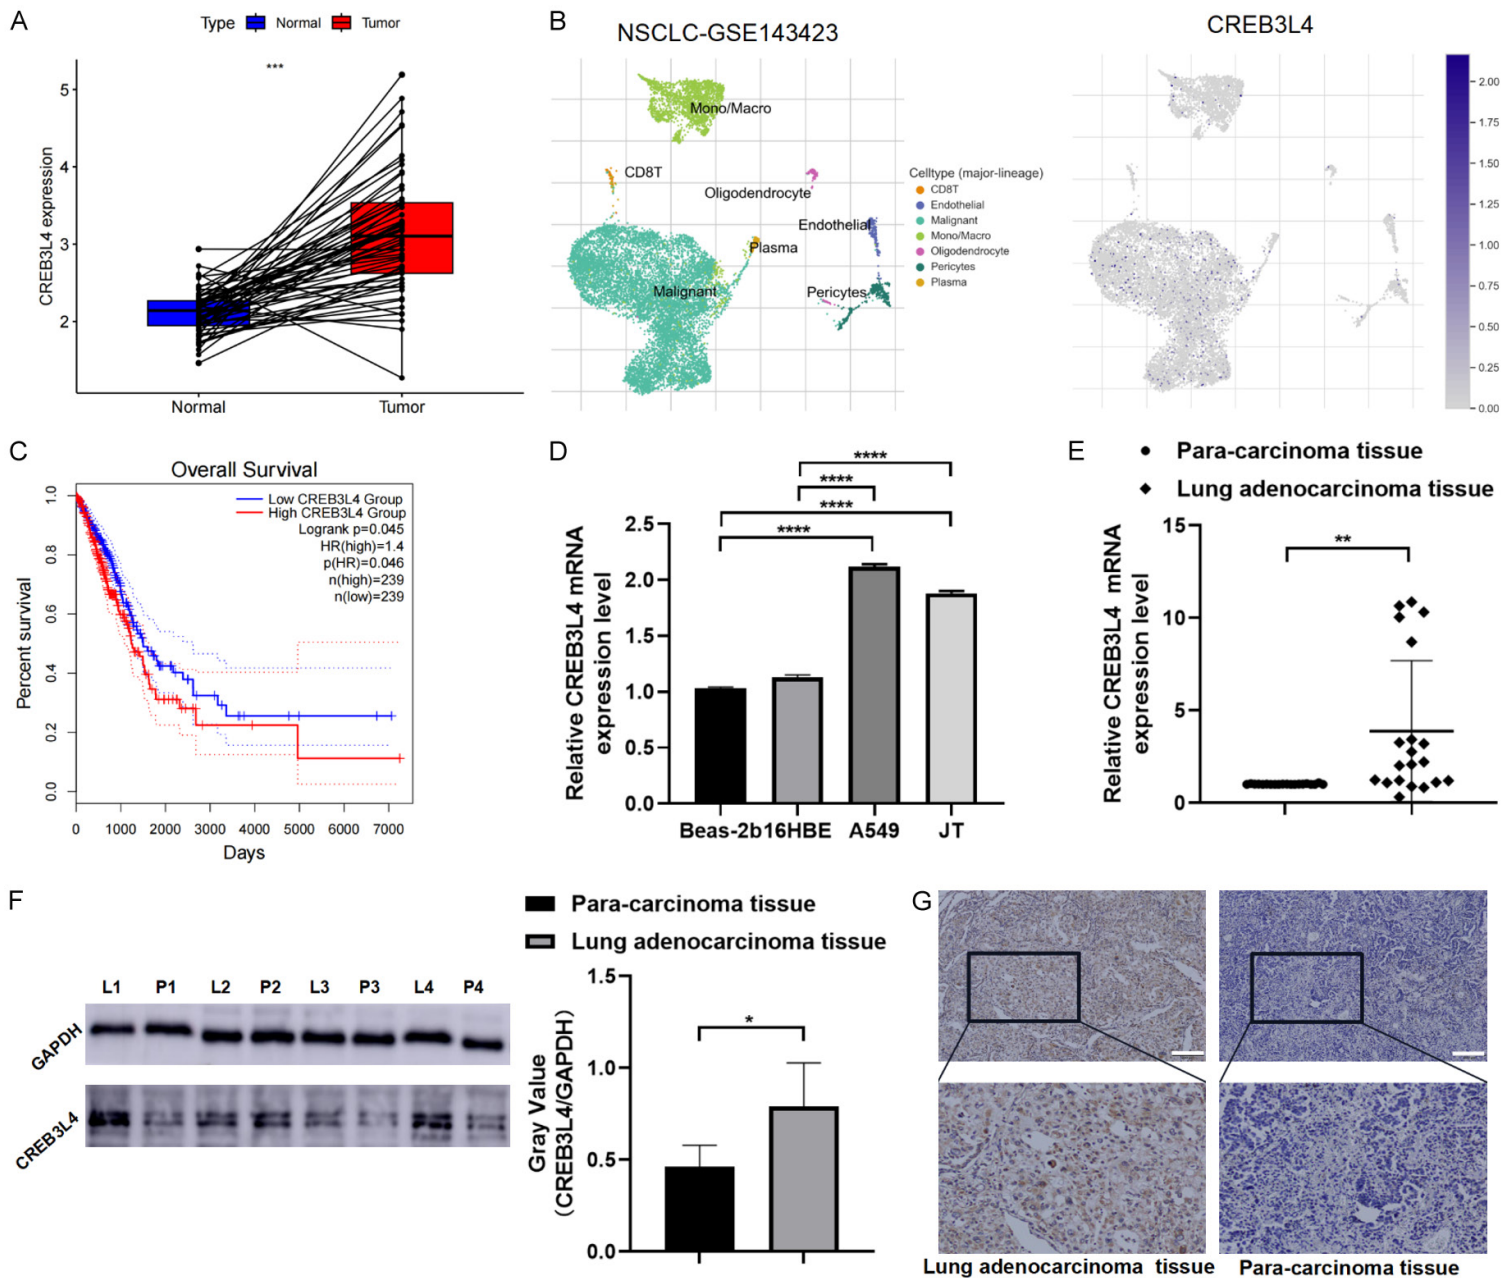 A
Type Normal Tumor
***
CREB3L4 expression
5
4
3
2
Normal Tumor
B
NSCLC-GSE143423
Mono/Macro
CD8T
Oligodendrocyte
Endothelial
Plasma
Malignant
Pericytes
Celltype (major-lineage)
CD8T
Endothelial
Malignant
Mono/Macro
Oligodendrocyte
Pericytes
Plasma
CREB3L4
2.00
1.75
1.50
1.25
1.00
0.75
0.50
0.25
0.00
C
Overall Survival
Low CREB3L4 Group
High CREB3L4 Group
Logrank p=0.045
HR(high)=1.4
p(HR)=0.046
n(high)=239
n(low)=239
Percent survival
1.0
0.8
0.6
0.4
0.2
0.0
0 1000 2000 3000 4000 5000 6000 7000
Days
D
****
****
****
****
Relative CREB3L4 mRNA
expression level
2.5
2.0
1.5
1.0
0.5
0.0
Beas-2b 16HBE A549 JT
E
Para-carcinoma tissue
Lung adenocarcinoma tissue
**
Relative CREB3L4 mRNA
expression level
15
10
5
0
F
L1 P1 L2 P2 L3 P3 L4 P4
GAPDH
CREB3L4
Para-carcinoma tissue
Lung adenocarcinoma tissue
*
Gray Value
(CREB3L4/GAPDH)
1.5
1.0
0.5
0.0
G
Lung adenocarcinoma tissue
Para-carcinoma tissue